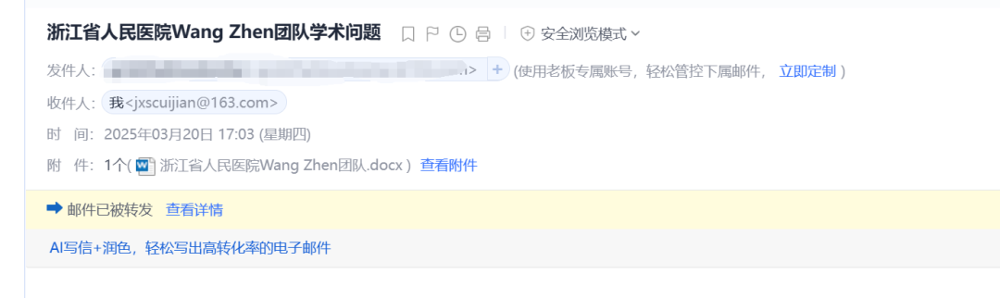 浙江省人民医院Wang Zhen团队学术问题 安全浏览模式
发件人： > + (使用老板专属账号，轻松管控下属邮件， 立即定制 )
收件人： 我<jxscuijian@163.com>
时 间： 2025年03月20日 17:03 (星期四)
附 件： 1个( 浙江省人民医院Wang Zhen团队.docx ) 查看附件
邮件已被转发 查看详情
AI写信+润色，轻松写出高转化率的电子邮件